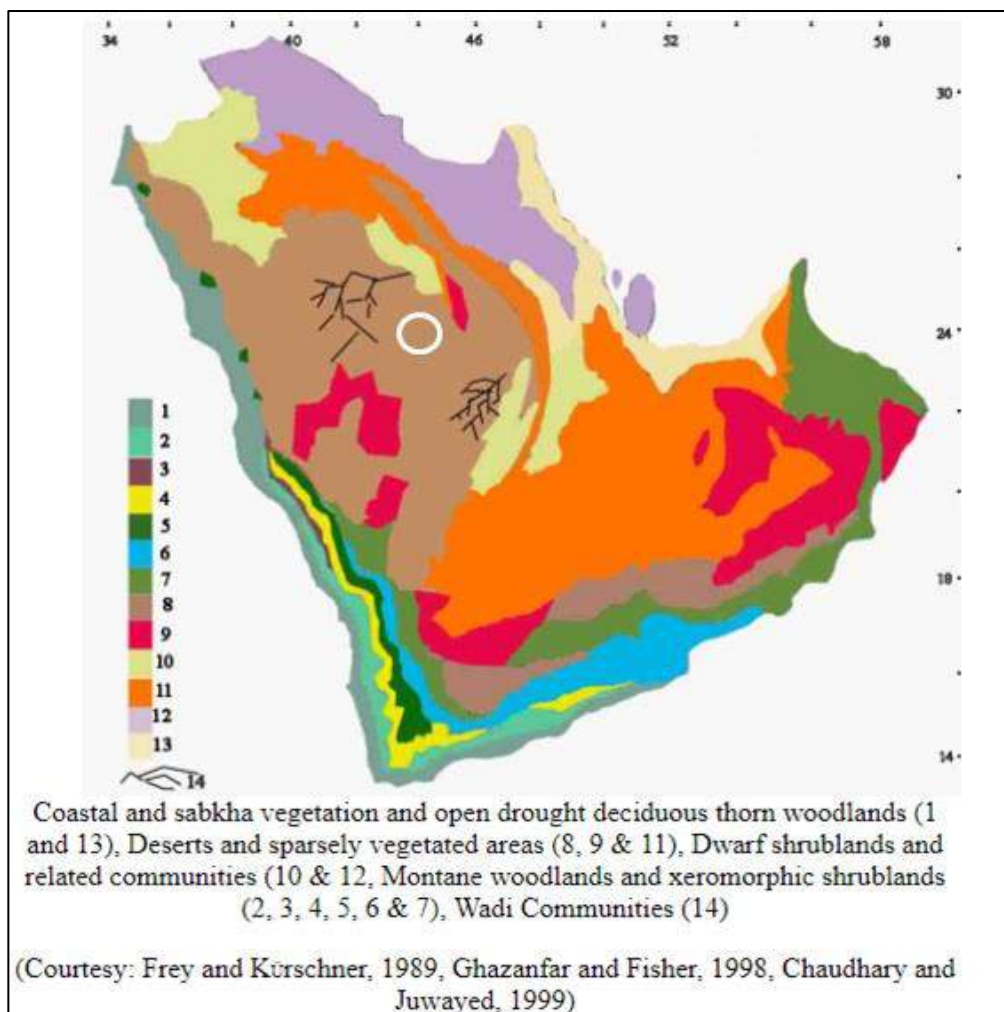 34 40 46 52 58
30
24
1
2
3
4
5
6
7
8
9
10
11
12
13
14
18
14
Coastal and sabkha vegetation and open drought deciduous thorn woodlands (1
and 13), Deserts and sparsely vegetated areas (8, 9 & 11), Dwarf shrublands and
related communities (10 & 12, Montane woodlands and xeromorphic shrublands
(2, 3, 4, 5, 6 & 7), Wadi Communities (14)
(Courtesy: Frey and Kürschner, 1989, Ghazanfar and Fisher, 1998, Chaudhary and
Juwayed, 1999)